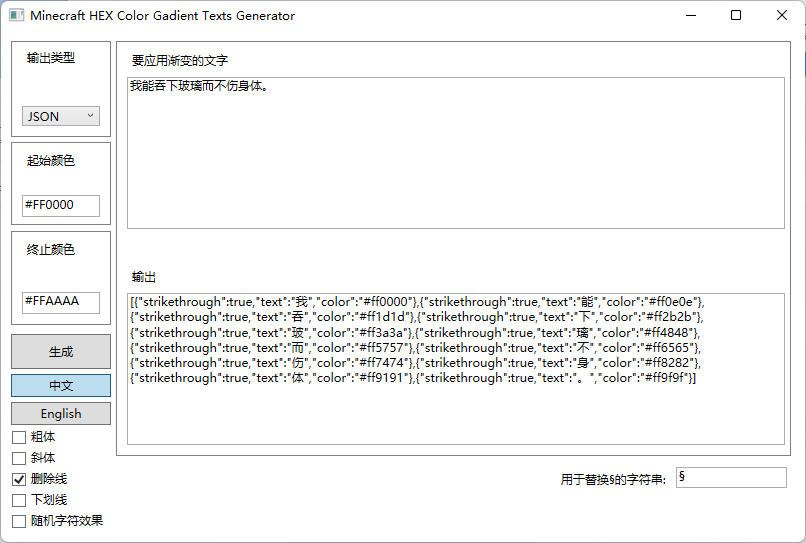 Minecraft HEX Color Gadient Texts Generator
输出类型
JSON
起始颜色
#FF0000
终止颜色
#FFAAAA
生成
中文
English
粗体
斜体
删除线
下划线
随机字符效果
要应用渐变的文字
我能吞下玻璃而不伤身体。
输出
[{"strikethrough":true,"text":"我","color":"#ff0000"},{"strikethrough":true,"text":"能","color":"#ff0e0e"},
{"strikethrough":true,"text":"吞","color":"#ff1d1d"},{"strikethrough":true,"text":"下","color":"#ff2b2b"},
{"strikethrough":true,"text":"玻","color":"#ff3a3a"},{"strikethrough":true,"text":"璃","color":"#ff4848"},
{"strikethrough":true,"text":"而","color":"#ff5757"},{"strikethrough":true,"text":"不","color":"#ff6565"},
{"strikethrough":true,"text":"伤","color":"#ff7474"},{"strikethrough":true,"text":"身","color":"#ff8282"},
{"strikethrough":true,"text":"体","color":"#ff9191"},{"strikethrough":true,"text":"。","color":"#ff9f9f"}]
用于替换§的字符串:
§